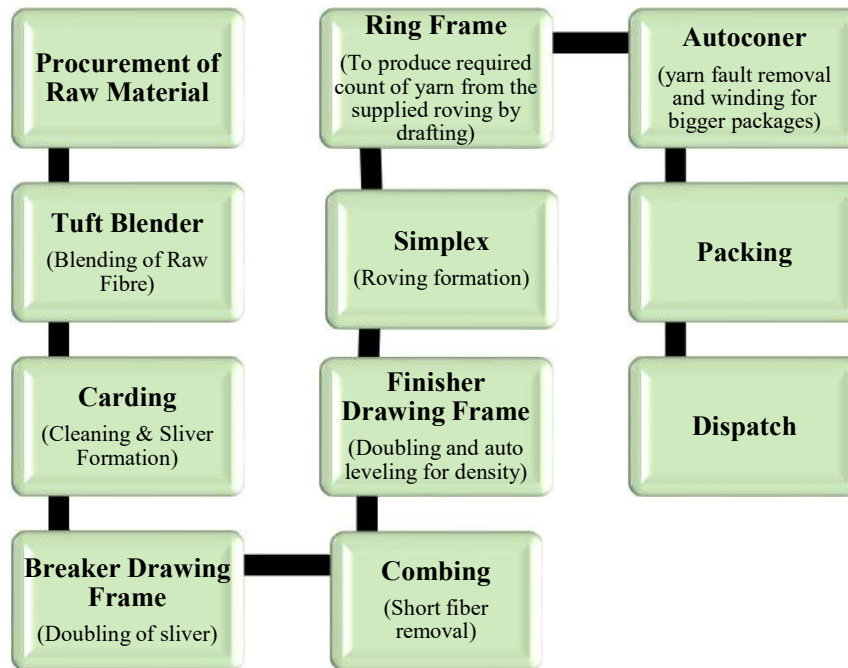 Procurement of
Raw Material
Tuft Blender
(Blending of Raw
Fibre)
Carding
(Cleaning & Sliver
Formation)
Breaker Drawing
Frame
(Doubling of sliver)
Combing
(Short fiber
removal)
Finisher
Drawing Frame
(Doubling and auto
leveling for density)
Simplex
(Roving formation)
Ring Frame
(To produce required
count of yarn from the
supplied roving by
drafting)
Autoconer
(yarn fault removal
and winding for
bigger packages)
Packing
Dispatch